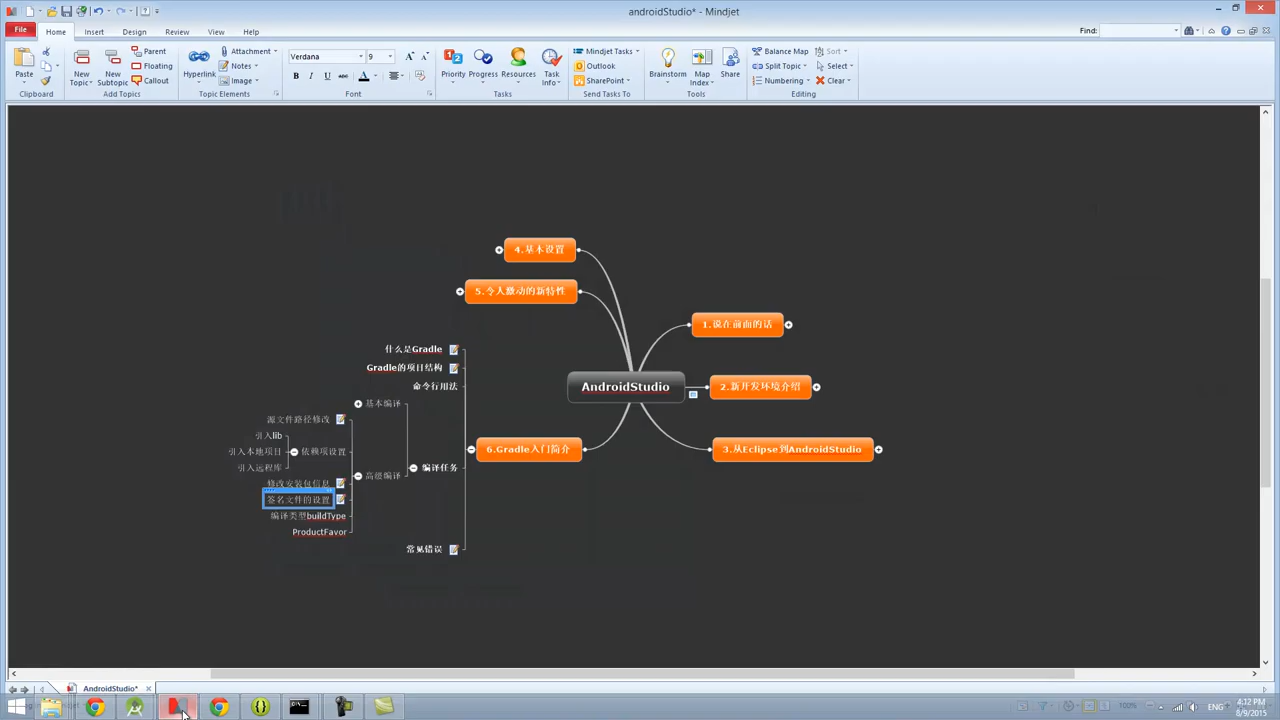 androidStudio* - Mindjet
File
Home
Insert
Design
Review
View
Help
Find:
Paste
Clipboard
New Topic
New Subtopic
Parent
Floating
Callout
Add Topics
Hyperlink
Attachment
Notes
Image
Topic Elements
Verdana
9
B
I
U
abc
A
Font
Priority
Progress
Resources
Task Info
Tasks
Mindjet Tasks
Outlook
SharePoint
Send Tasks To
Brainstorm
Map Index
Share
Tools
Balance Map
Split Topic
Numbering
Sort
Select
Clear
Editing
4.基本设置
5.令人激动的新特性
1.说在前面的话
AndroidStudio
2.新开发环境介绍
3.从Eclipse到AndroidStudio
6.Gradle入门简介
什么是Gradle
Gradle的项目结构
命令行用法
基本编译
编译任务
高级编译
源文件路径修改
引入lib
引入本地项目
依赖项设置
引入远程库
修改安装包信息
签名文件的设置
编译类型buildType
ProductFavor
常见错误
AndroidStudio*
100%
ENG
4:12 PM
8/9/2015